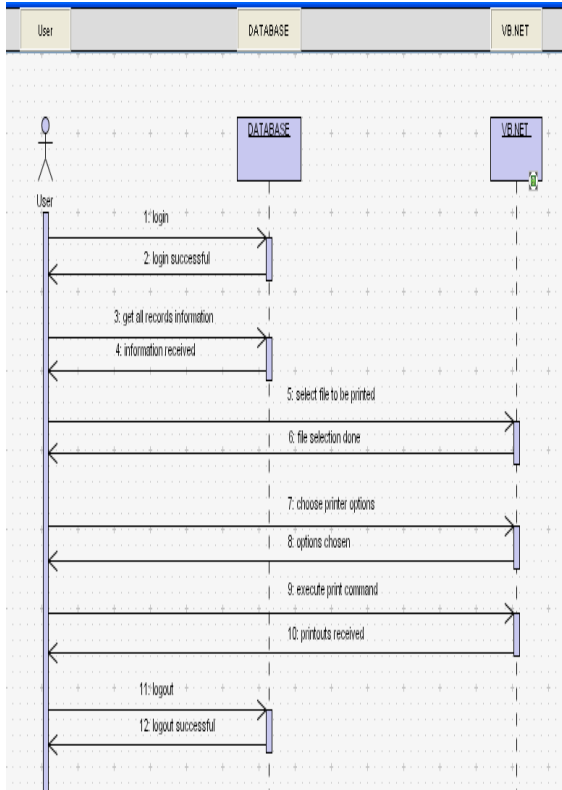 User DATABASE VB.NET
DATABASE VB.NET
User
1: login
2: login successful
3: get all records information
4: information received
5: select file to be printed
6: file selection done
7: choose printer options
8: options chosen
9: execute print command
10: printouts received
11: logout
12: logout successful